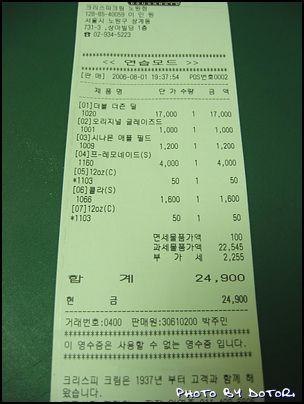 크리스피크림 노원점
128-85-40059 이 인 원
서울시 노원구 상계동
731-3 ,상아빌딩 1층
☎ 02-934-5223
<< 연습모드 >>
[판 매] 2006-08-01 19:37:54 POS번호0002
제 품 명 단 가 수량 금 액
[01]더블 더즌 딜
1020 17,000 1 17,000
[02]오리지널 글레이즈드
1001 1,000 1 1,000
[03]시나몬 애플 필드
1009 1,200 1 1,200
[04]프-레모네이드(S)
1160 4,000 1 4,000
[05]12oz(C)
*1103 50 1 50
[06]콜라(S)
1066 1,600 1 1,600
[07]12oz(C)
*1103 50 1 50
면세물품가액 100
과세물품가액 22,545
부 가 세 2,255
합 계 24,900
현 금 24,900
거래번호:0400 판매원:30610200 박주민
이 영수증은 사용할 수 없는 영수증 입니다.
크리스피 크림은 1937년 부터 고객과 함께 해
왔습니다.
PHOTO BY DOTORI